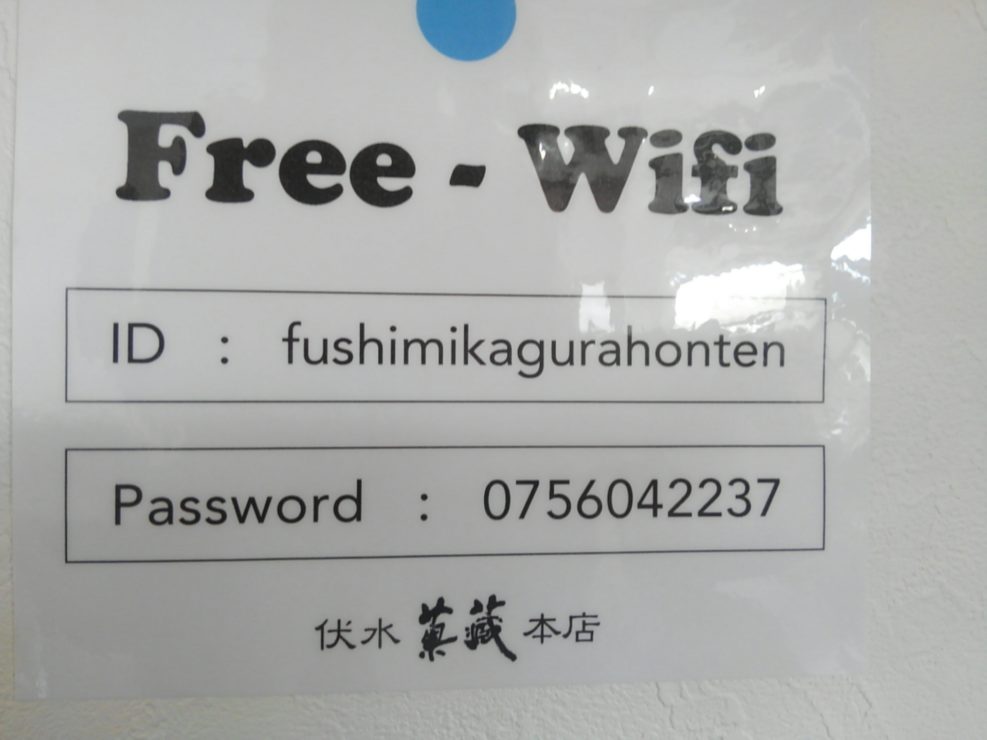 Free - Wifi
ID : fushimikagurahonten
Password : 0756042237
伏水 菓蔵 本店